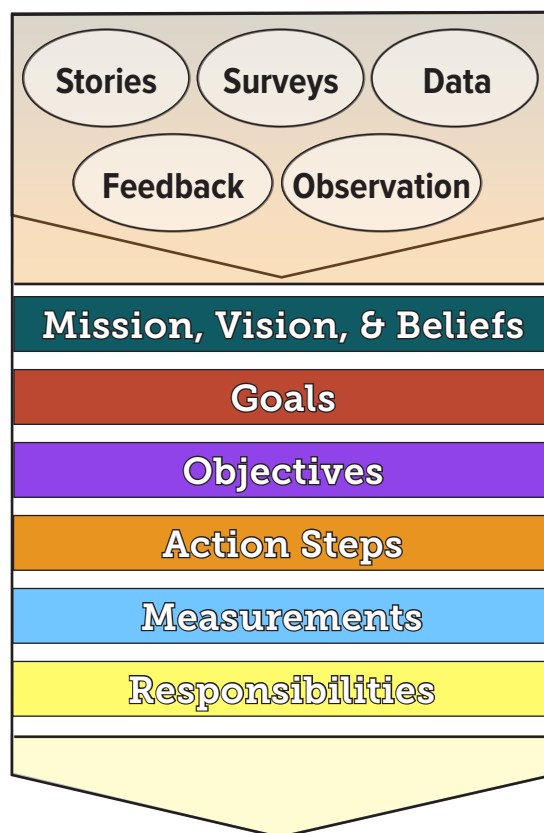 Stories Surveys Data
Feedback Observation
Mission, Vision, & Beliefs
Goals
Objectives
Action Steps
Measurements
Responsibilities